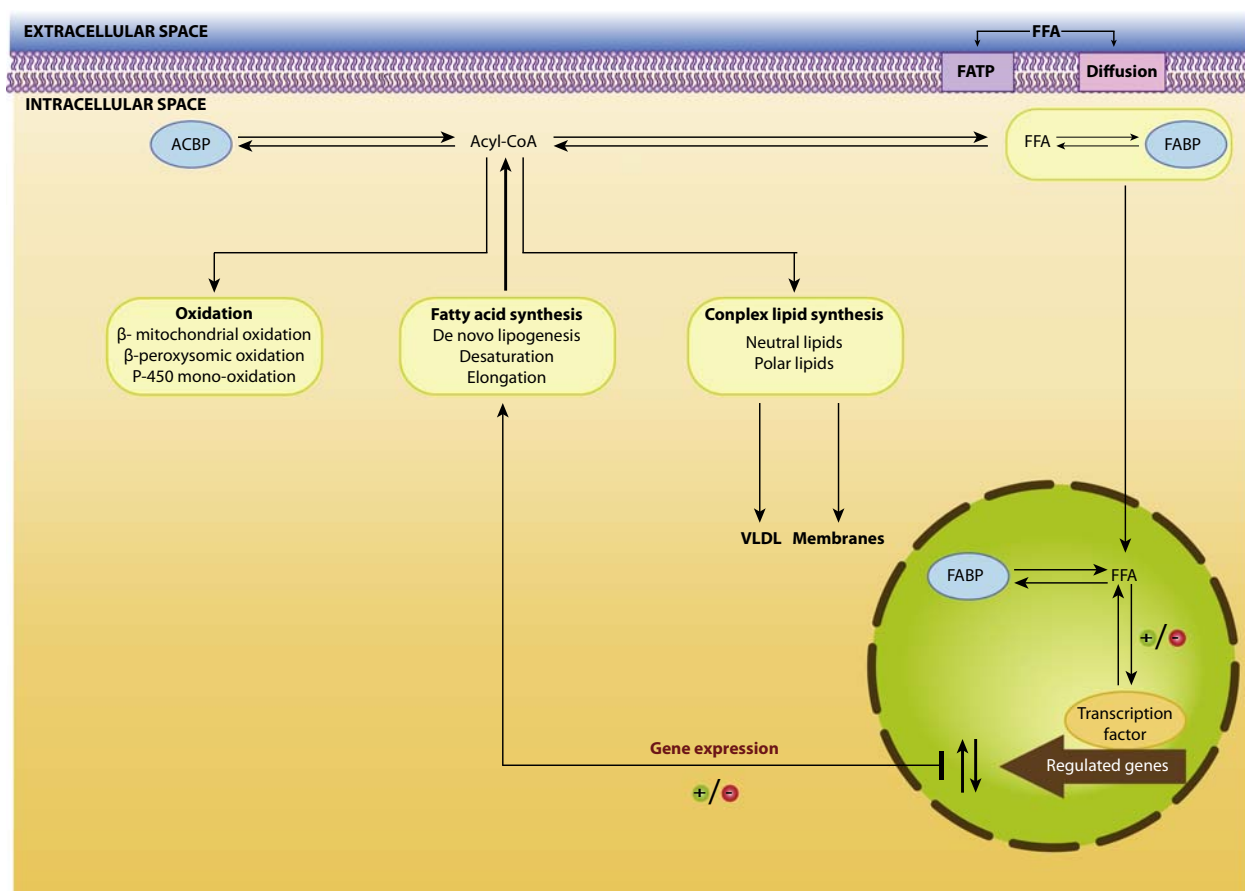 EXTRACELLULAR SPACE
FFA
FATP
Diffusion
INTRACELLULAR SPACE
ACBP
Acyl-CoA
FFA
FABP
Oxidation
β- mitochondrial oxidation
β-peroxysomic oxidation
P-450 mono-oxidation
Fatty acid synthesis
De novo lipogenesis
Desaturation
Elongation
Conplex lipid synthesis
Neutral lipids
Polar lipids
VLDL
Membranes
FABP
FFA
+/-
Transcription
factor
Regulated genes
Gene expression
+/-